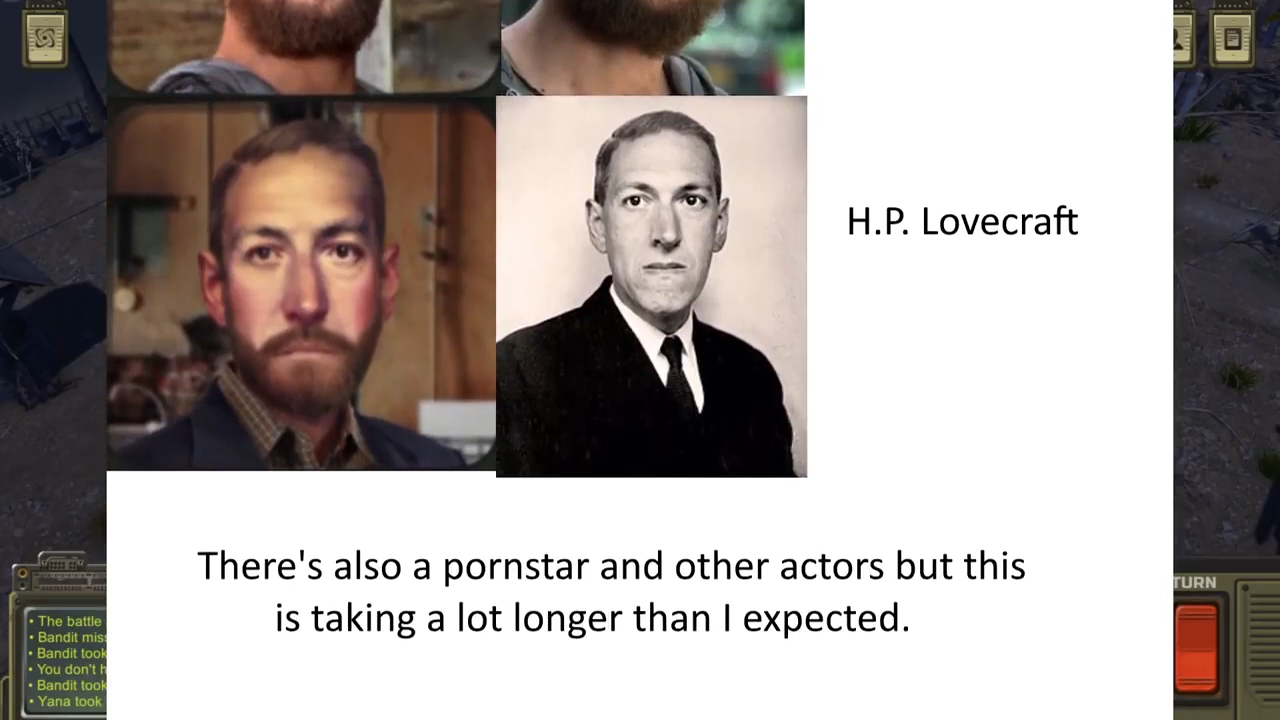 H.P. Lovecraft
There's also a pornstar and other actors but this
is taking a lot longer than I expected.
TURN
• The battle
• Bandit miss
• Bandit took
• You don't h
• Bandit took
• Yana took